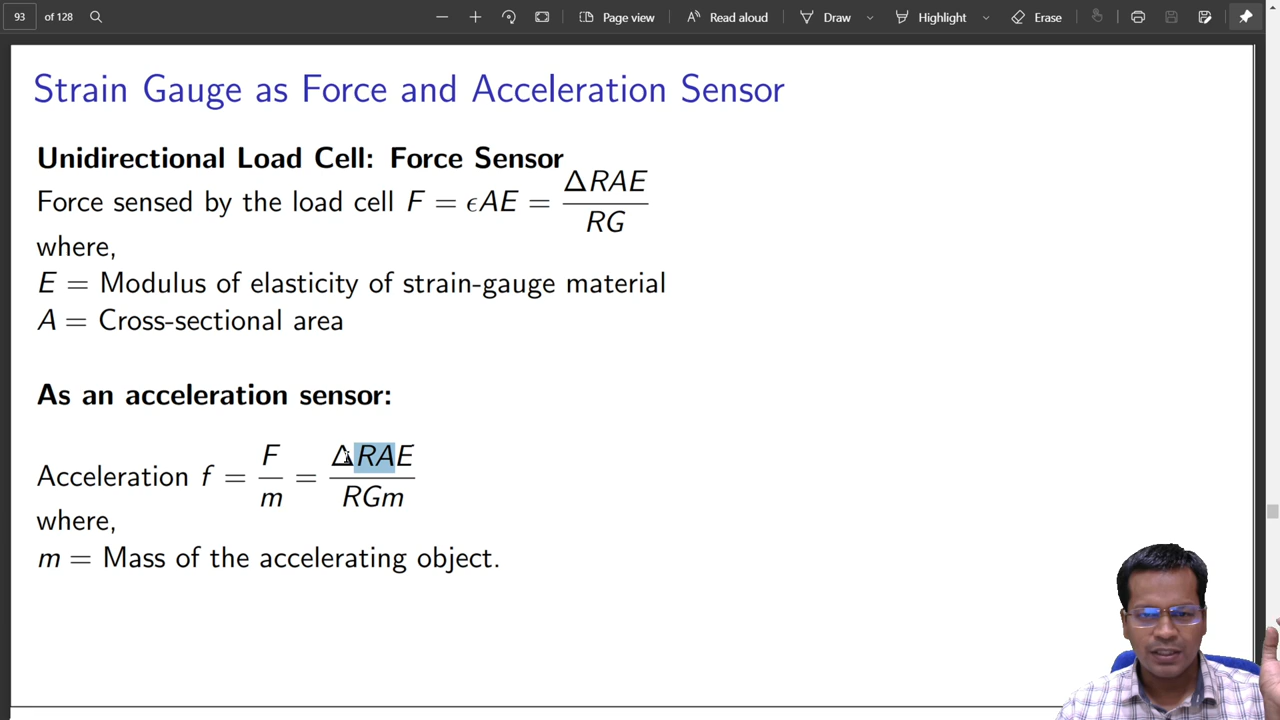 93 of 128 Page view Read aloud Draw Highlight Erase
Strain Gauge as Force and Acceleration Sensor
Unidirectional Load Cell: Force Sensor
Force sensed by the load cell F = ϵAE = ΔRAE / RG
where,
E = Modulus of elasticity of strain-gauge material
A = Cross-sectional area
As an acceleration sensor:
Acceleration f = F / m = ΔRAE / RGm
where,
m = Mass of the accelerating object.